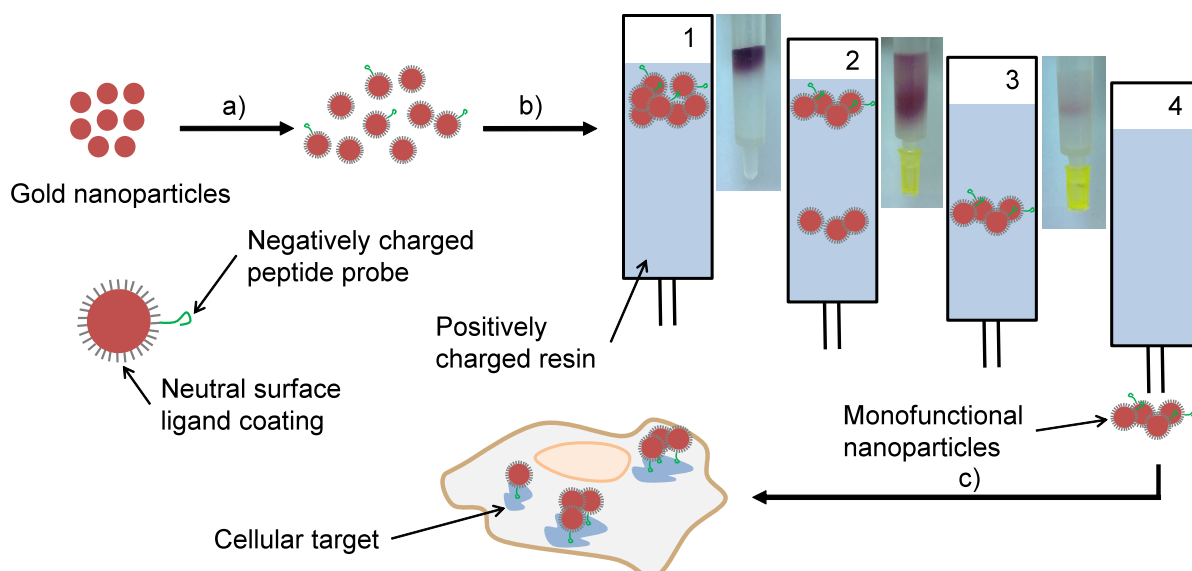 a)
b)
1
2
3
4
Gold nanoparticles
Negatively charged
peptide probe
Positively
charged resin
Neutral surface
ligand coating
Monofunctional
nanoparticles
c)
Cellular target